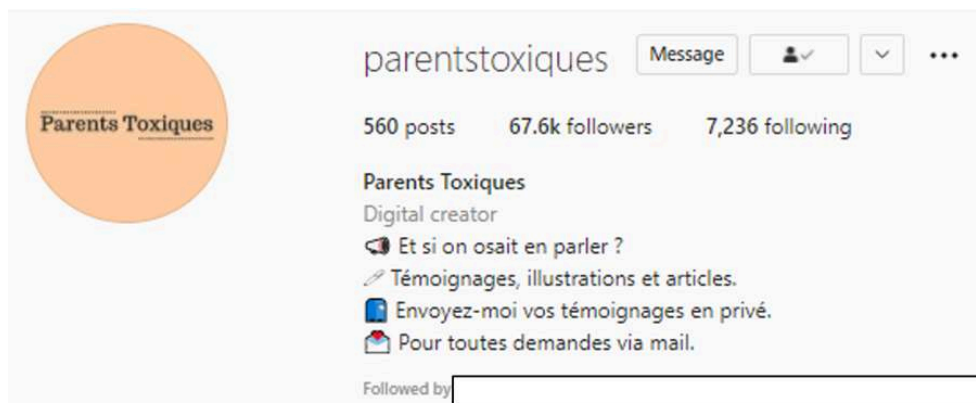 Parents Toxiques
parentstoxiques Message
560 posts 67.6k followers 7,236 following
Parents Toxiques
Digital creator
Et si on osait en parler ?
Témoignages, illustrations et articles.
Envoyez-moi vos témoignages en privé.
Pour toutes demandes via mail.
Followed by